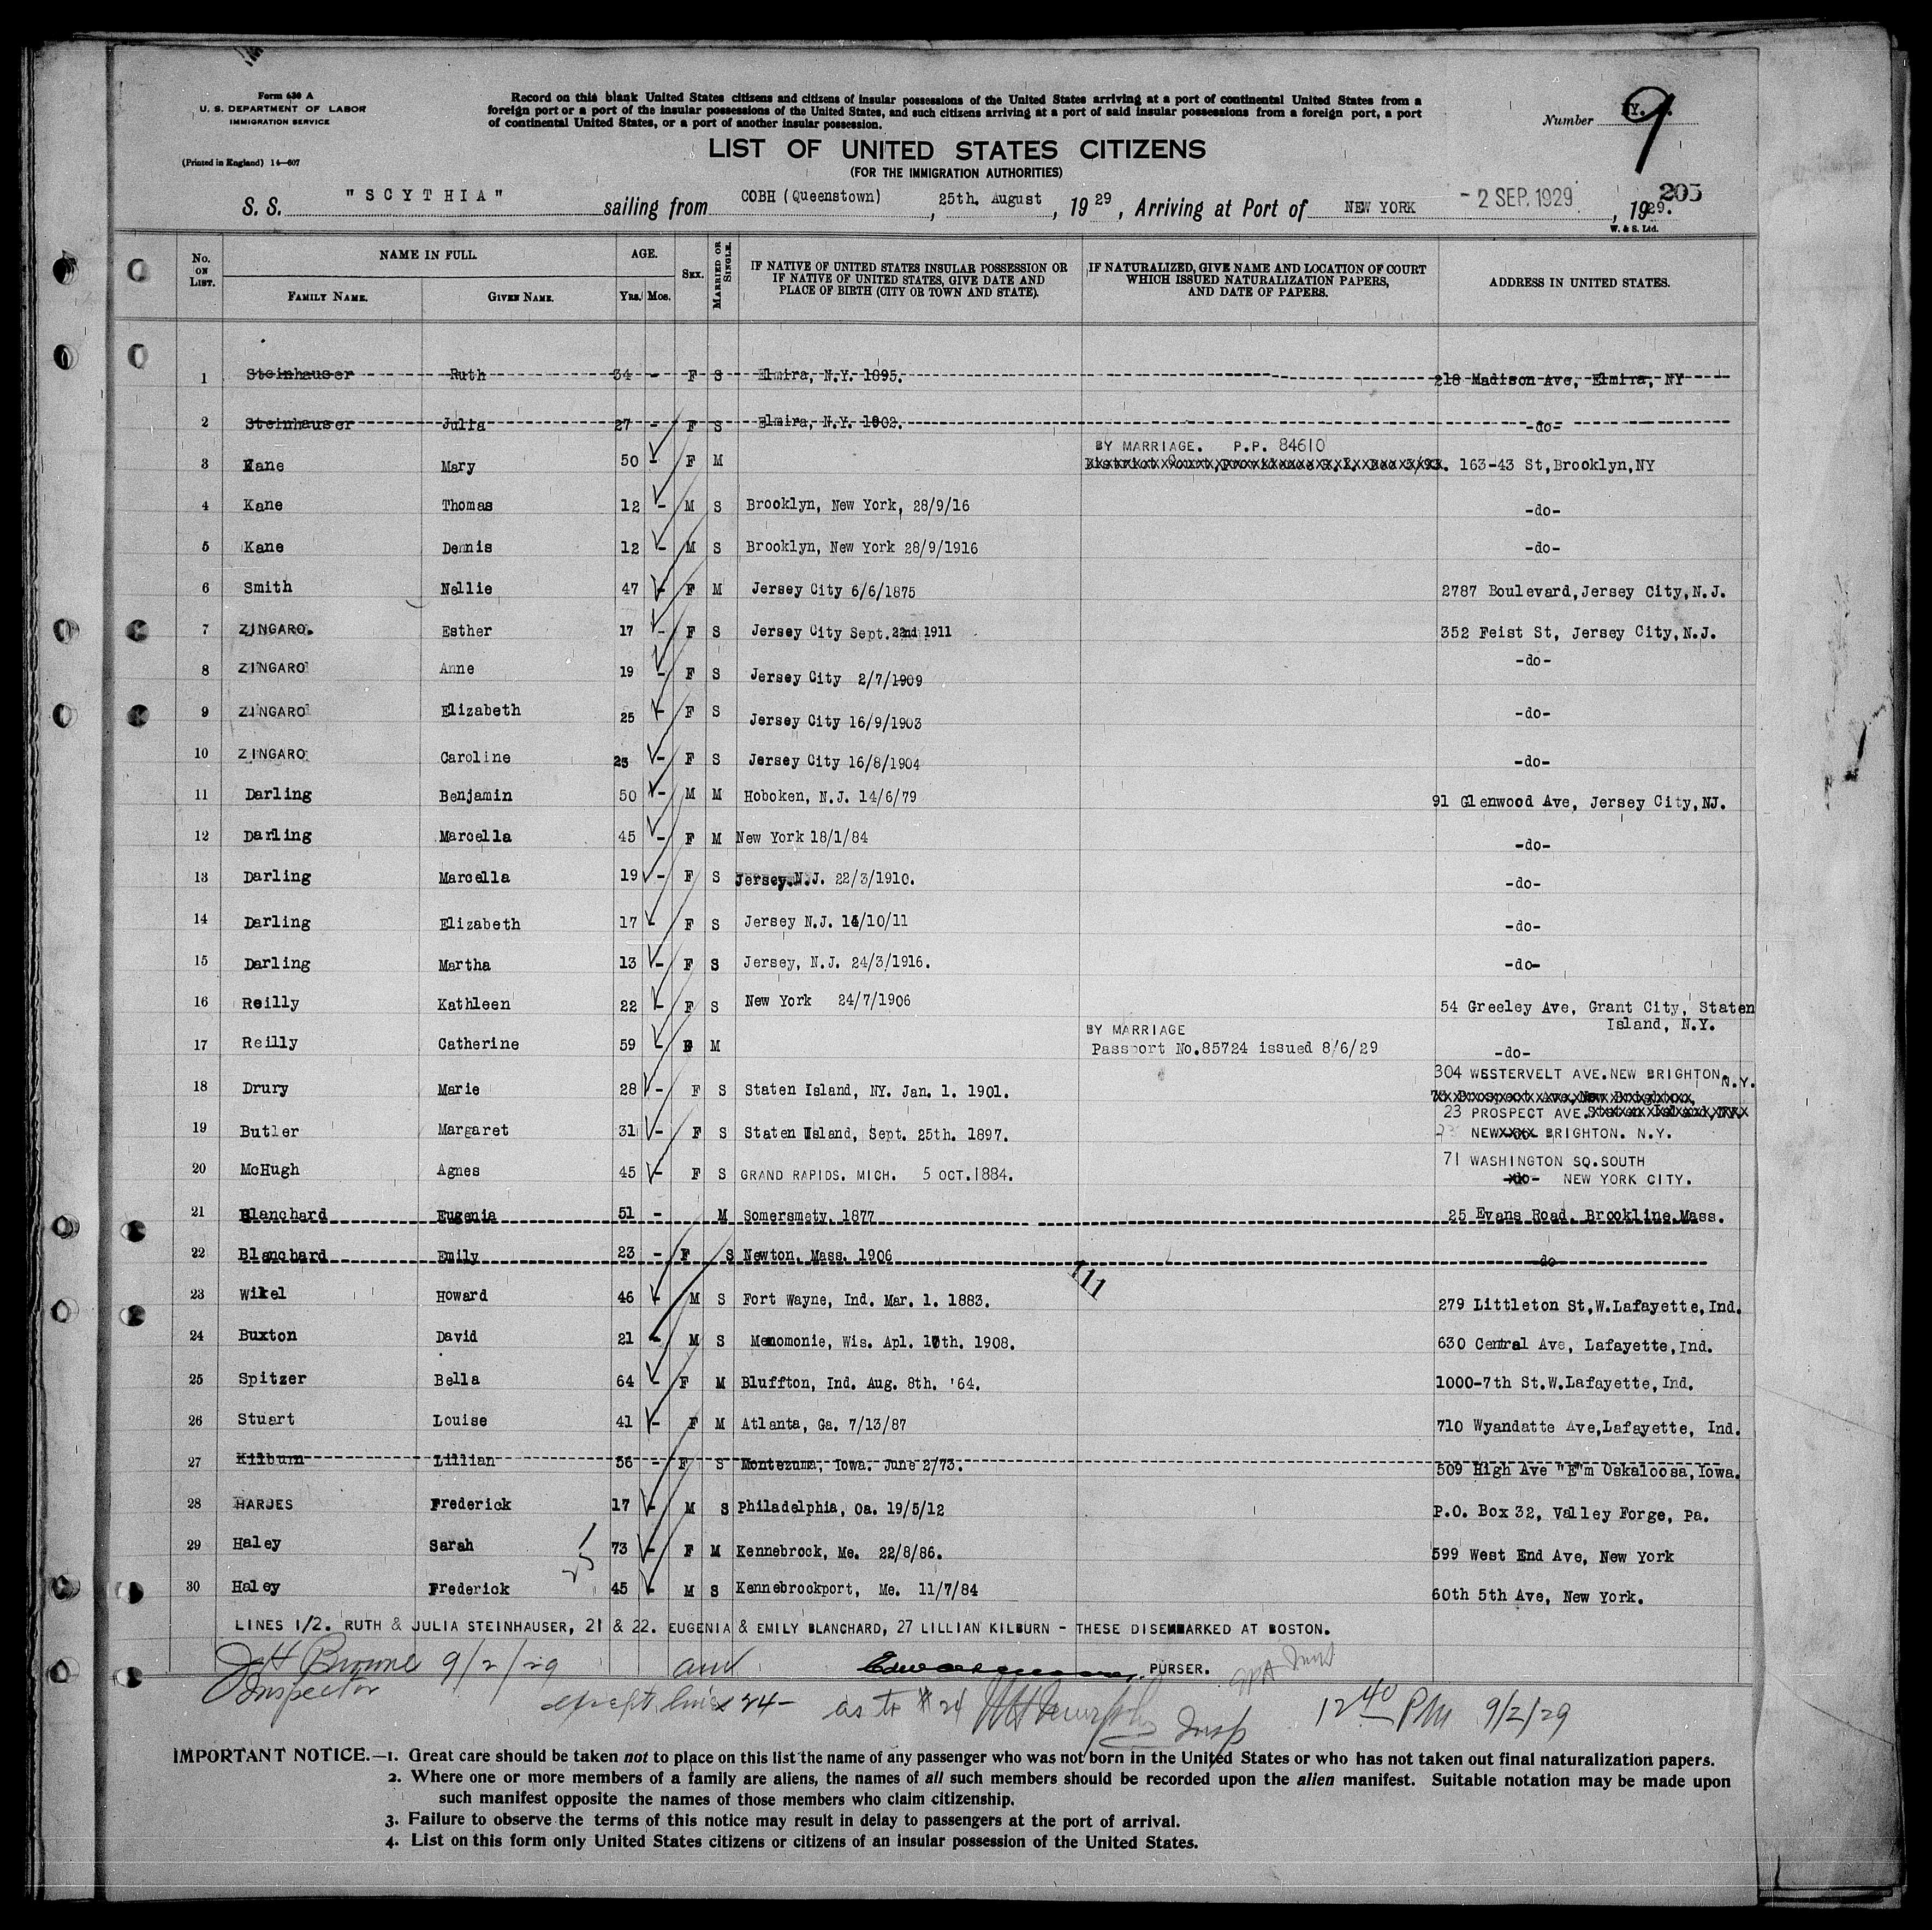 Form 630 A
U. S. DEPARTMENT OF LABOR
IMMIGRATION SERVICE
(Printed in England) 14—607
Record on this blank United States citizens and citizens of insular possessions of the United States arriving at a port of continental United States from a
foreign port or a port of the insular possessions of the United States, and such citizens arriving at a port of said insular possessions from a foreign port, a port
of continental United States, or a port of another insular possession.
Number NY. 9
LIST OF UNITED STATES CITIZENS
(FOR THE IMMIGRATION AUTHORITIES)
S. S. "SCYTHIA" sailing from COBH (Queenstown), 25th. August, 1929, Arriving at Port of NEW YORK - 2 SEP. 1929, 1929. 205
W. & S. Ltd.
No. ON LIST. NAME IN FULL. FAMILY NAME. GIVEN NAME. AGE. YRS. MOS. SEX. MARRIED OR SINGLE. IF NATIVE OF UNITED STATES INSULAR POSSESSION OR IF NATIVE OF UNITED STATES, GIVE DATE AND PLACE OF BIRTH (CITY OR TOWN AND STATE). IF NATURALIZED, GIVE NAME AND LOCATION OF COURT WHICH ISSUED NATURALIZATION PAPERS, AND DATE OF PAPERS. ADDRESS IN UNITED STATES.
1 Steinhauser Ruth 34 - F S Elmira, N.Y. 1895. 218 Madison Ave, Elmira, NY
2 Steinhauser Julia 27 - F S Elmira, N.Y. 1902. -do-
BY MARRIAGE. P.P. 84610
3 Kane Mary 50 - F M 163-43 St, Brooklyn, NY
4 Kane Thomas 12 - M S Brooklyn, New York, 28/9/16 -do-
5 Kane Dennis 12 - M S Brooklyn, New York 28/9/1916 -do-
6 Smith Nellie 47 - F M Jersey City 6/6/1875 2787 Boulevard, Jersey City, N.J.
7 ZINGARO. Esther 17 - F S Jersey City Sept. 22nd 1911 352 Feist St, Jersey City, N.J.
8 ZINGARO Anne 19 - F S Jersey City 2/7/1909 -do-
9 ZINGARO Elizabeth 25 - F S Jersey City 16/9/1903 -do-
10 ZINGARO Caroline 25 - F S Jersey City 16/8/1904 -do-
11 Darling Benjamin 50 - M M Hoboken, N.J. 14/6/79 91 Glenwood Ave, Jersey City, NJ.
12 Darling Marcella 45 - F M New York 18/1/84 -do-
13 Darling Marcella 19 - F S Jersey.N.J. 22/3/1910. -do-
14 Darling Elizabeth 17 - F S Jersey N.J. 14/10/11 -do-
15 Darling Martha 13 - F S Jersey, N.J. 24/3/1916. -do-
16 Reilly Kathleen 22 - F S New York 24/7/1906 54 Greeley Ave, Grant City, Staten
Island, N.Y.
BY MARRIAGE
17 Reilly Catherine 59 - F M Passport No.85724 issued 8/6/29 -do-
304 WESTERVELT AVE. NEW BRIGHTON. N.Y.
18 Drury Marie 28 - F S Staten Island, NY. Jan. 1. 1901.
23 PROSPECT AVE.
19 Butler Margaret 31 - F S Staten Island, Sept. 25th. 1897. NEW BRIGHTON. N.Y.
71 WASHINGTON SQ. SOUTH
20 McHugh Agnes 45 - F S GRAND RAPIDS. MICH. 5 OCT. 1884. -do- NEW YORK CITY.
21 Blanchard Eugenia 51 - M Somersmety. 1877 25 Evans Road. Brookline.Mass.
22 Blanchard Emily 23 - F S Newton. Mass. 1906 do
23 Wikel Howard 46 - M S Fort Wayne, Ind. Mar. 1. 1883. 279 Littleton St, W.Lafayette, Ind.
24 Buxton David 21 - M S Menomonie, Wis. Apl. 17th. 1908. 630 Central Ave, Lafayette, Ind.
25 Spitzer Bella 64 - F M Bluffton, Ind. Aug. 8th. '64. 1000-7th St.W.Lafayette, Ind.
26 Stuart Louise 41 - F M Atlanta, Ga. 7/13/87 710 Wyandatte Ave, Lafayette, Ind.
27 Kilburn Lillian 56 - F S Montezuma, Iowa. June 2/73. 509 High Ave "E"m Oskaloosa, Iowa.
28 HARJES Frederick 17 - M S Philadelphia, Oa. 19/5/12 P.O. Box 32, Valley Forge, Pa.
29 Haley Sarah 73 - F M Kennebrock, Me. 22/8/86. 599 West End Ave, New York
30 Haley Frederick 45 - M S Kennebrockport, Me. 11/7/84 60th 5th Ave, New York.
LINES 1/2. RUTH & JULIA STEINHAUSER, 21 & 22. EUGENIA & EMILY BLANCHARD, 27 LILLIAN KILBURN - THESE DISEMBARKED AT BOSTON.
JH Browne 9/2/29 and PURSER.
Inspector except line 24- as to #24 Insp 12 40 PM 9/2/29
IMPORTANT NOTICE.—1. Great care should be taken not to place on this list the name of any passenger who was not born in the United States or who has not taken out final naturalization papers.
2. Where one or more members of a family are aliens, the names of all such members should be recorded upon the alien manifest. Suitable notation may be made upon
such manifest opposite the names of those members who claim citizenship.
3. Failure to observe the terms of this notice may result in delay to passengers at the port of arrival.
4. List on this form only United States citizens or citizens of an insular possession of the United States.